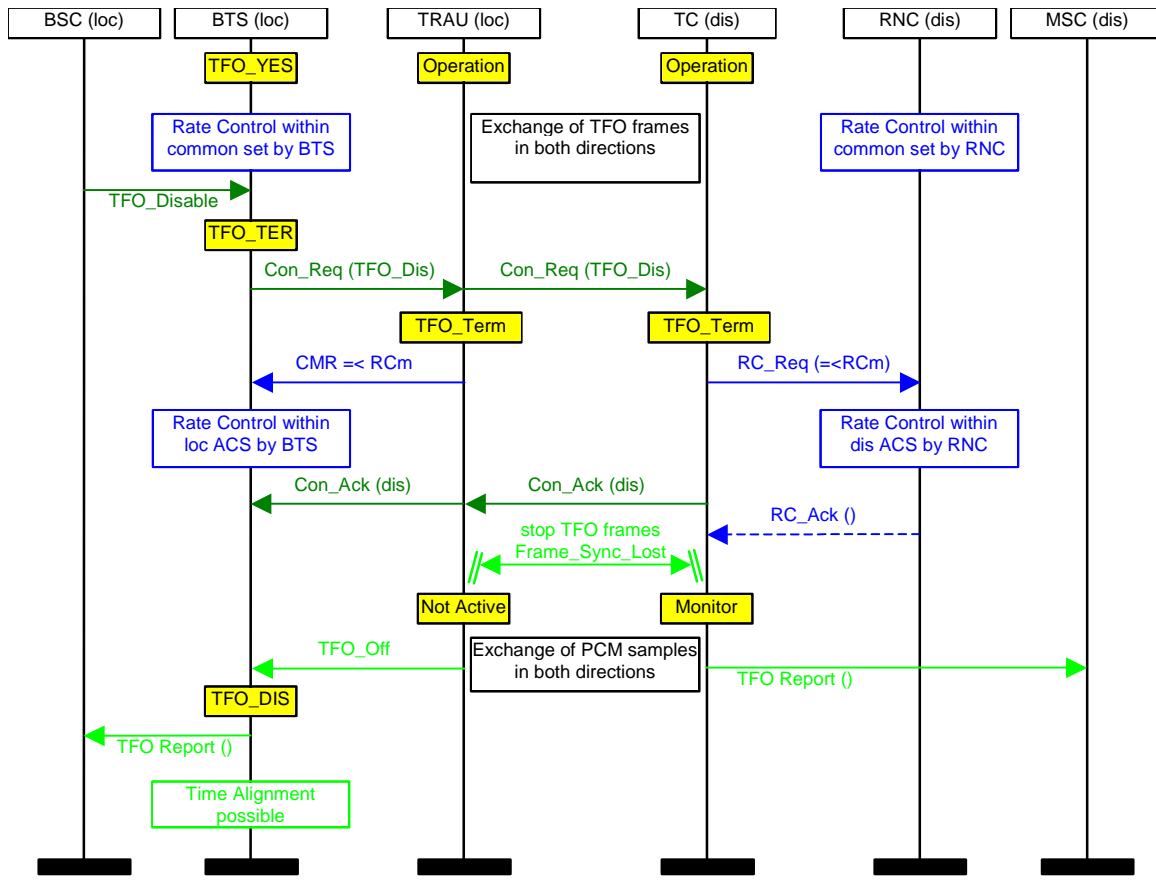 BSC (loc)
BTS (loc)
TRAU (loc)
TC (dis)
RNC (dis)
MSC (dis)
TFO_YES
Operation
Operation
Rate Control within
common set by BTS
Exchange of TFO frames
in both directions
Rate Control within
common set by RNC
TFO_Disable
TFO_TER
Con_Req (TFO_Dis)
Con_Req (TFO_Dis)
TFO_Term
TFO_Term
CMR =< RCm
RC_Req (=<RCm)
Rate Control within
loc ACS by BTS
Rate Control within
dis ACS by RNC
Con_Ack (dis)
Con_Ack (dis)
RC_Ack ()
stop TFO frames
Frame_Sync_Lost
Not Active
Monitor
TFO_Off
Exchange of PCM samples
in both directions
TFO Report ()
TFO_DIS
TFO Report ()
Time Alignment
possible